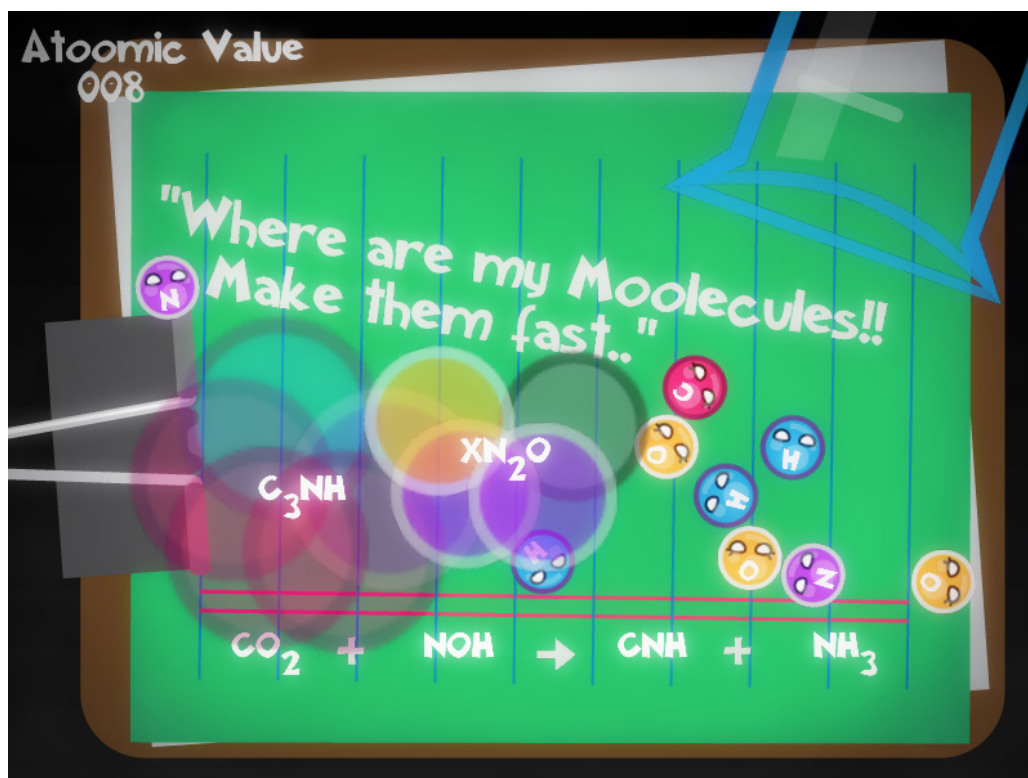 Atoomic Value
008
"Where are my Moolecules!!
Make them fast.."
N
C
O
H
XN₂O
C₃NH
H
H
O
N
O
CO₂ + NOH → CNH + NH₃